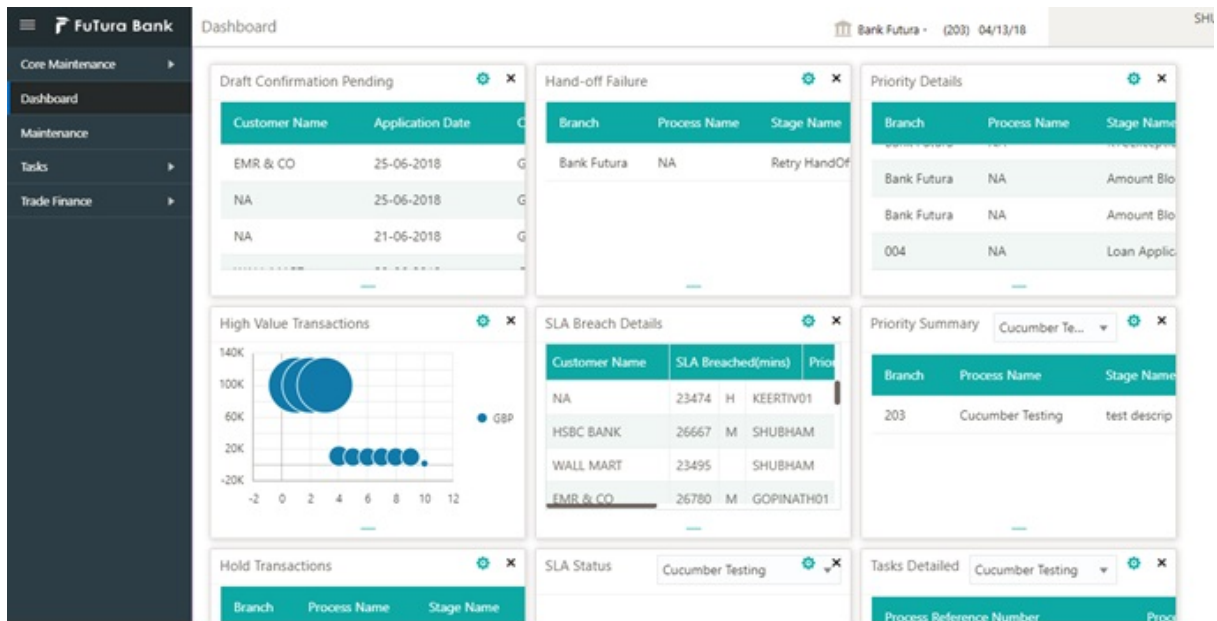 FuTura Bank
Dashboard
Bank Futura - (203) 04/13/18
SHU
Core Maintenance
Dashboard
Maintenance
Tasks
Trade Finance
Draft Confirmation Pending
Customer Name Application Date
EMR & CO 25-06-2018 G
NA 25-06-2018 G
NA 21-06-2018 G
Hand-off Failure
Branch Process Name Stage Name
Bank Futura NA Retry HandOf
Priority Details
Branch Process Name Stage Name
Bank Futura NA Amount Blo
Bank Futura NA Amount Blo
004 NA Loan Applic
High Value Transactions
140K
100K
60K
20K
-20K
-2 0 2 4 6 8 10 12
GBP
SLA Breach Details
Customer Name SLA Breached(mins) Prior
NA 23474 H KEERTIV01
HSBC BANK 26667 M SHUBHAM
WALL MART 23495 SHUBHAM
EMR & CO 26780 M GOPINATH01
Priority Summary Cucumber Te...
Branch Process Name Stage Name
203 Cucumber Testing test descrip
Hold Transactions
Branch Process Name Stage Name
SLA Status Cucumber Testing
Tasks Detailed Cucumber Testing
Process Reference Number Proce